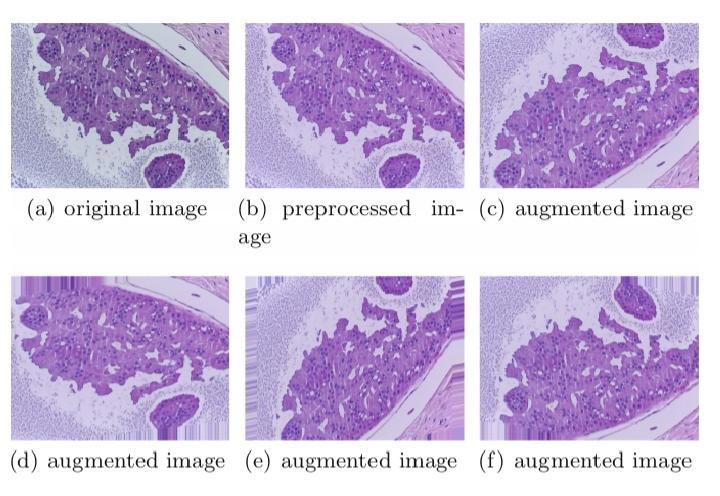 (a) original image
(b) preprocessed im-
age
(c) augmented image
(d) augmented image
(e) augmented image
(f) augmented image